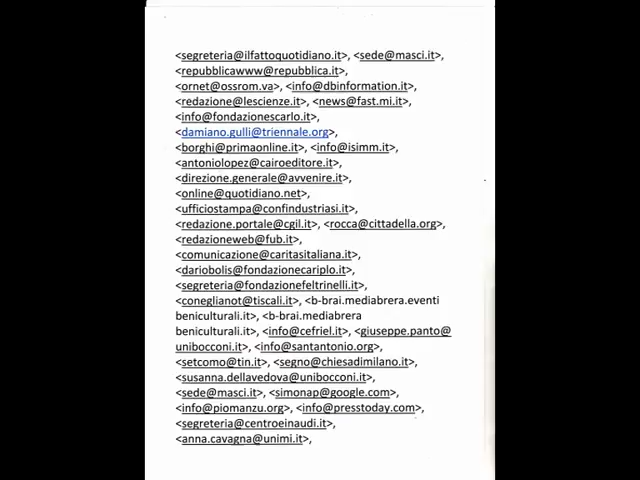 <segreteria@ilfattoquotidiano.it>, <sede@masci.it>,
<repubblicawww@repubblica.it>,
<ornet@ossrom.va>, <info@dbinformation.it>,
<redazione@lescienze.it>, <news@fast.mi.it>,
<info@fondazionescarlo.it>,
<damiano.gulli@triennale.org>,
<borghi@primaonline.it>, <info@isimm.it>,
<antoniolopez@cairoeditore.it>,
<direzione.generale@avvenire.it>,
<online@quotidiano.net>,
<ufficiostampa@confindustriasi.it>,
<redazione.portale@cgil.it>, <rocca@cittadella.org>,
<redazioneweb@fub.it>,
<comunicazione@caritasitaliana.it>,
<dariobolis@fondazionecariplo.it>,
<segreteria@fondazionefeltrinelli.it>,
<coneglianot@tiscali.it>, <b-brai.mediabrera.eventi
beniculturali.it>, <b-brai.mediabrera
beniculturali.it>, <info@cefriel.it>, <giuseppe.panto@
unibocconi.it>, <info@santantonio.org>,
<setcomo@tin.it>, <segno@chiesadimilano.it>,
<susanna.dellavedova@unibocconi.it>,
<sede@masci.it>, <simonap@google.com>,
<info@piomanzu.org>, <info@presstoday.com>,
<segreteria@centroeinaudi.it>,
<anna.cavagna@unimi.it>,